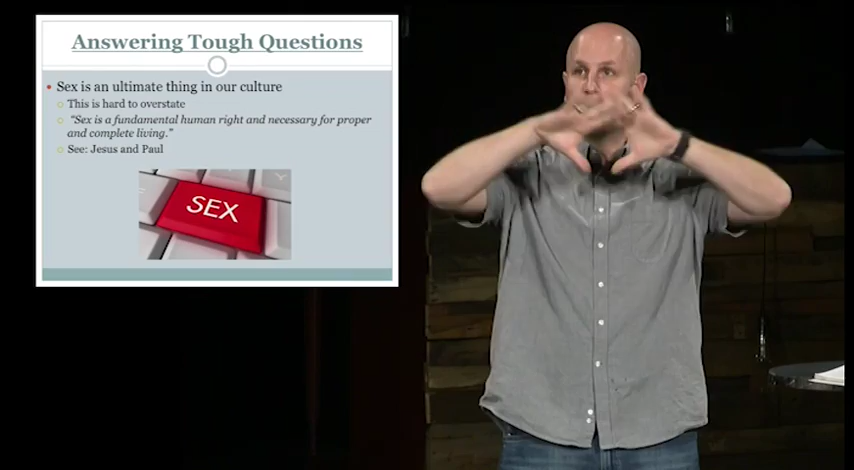 Answering Tough Questions
Sex is an ultimate thing in our culture
This is hard to overstate
"Sex is a fundamental human right and necessary for proper
and complete living."
See: Jesus and Paul
SEX